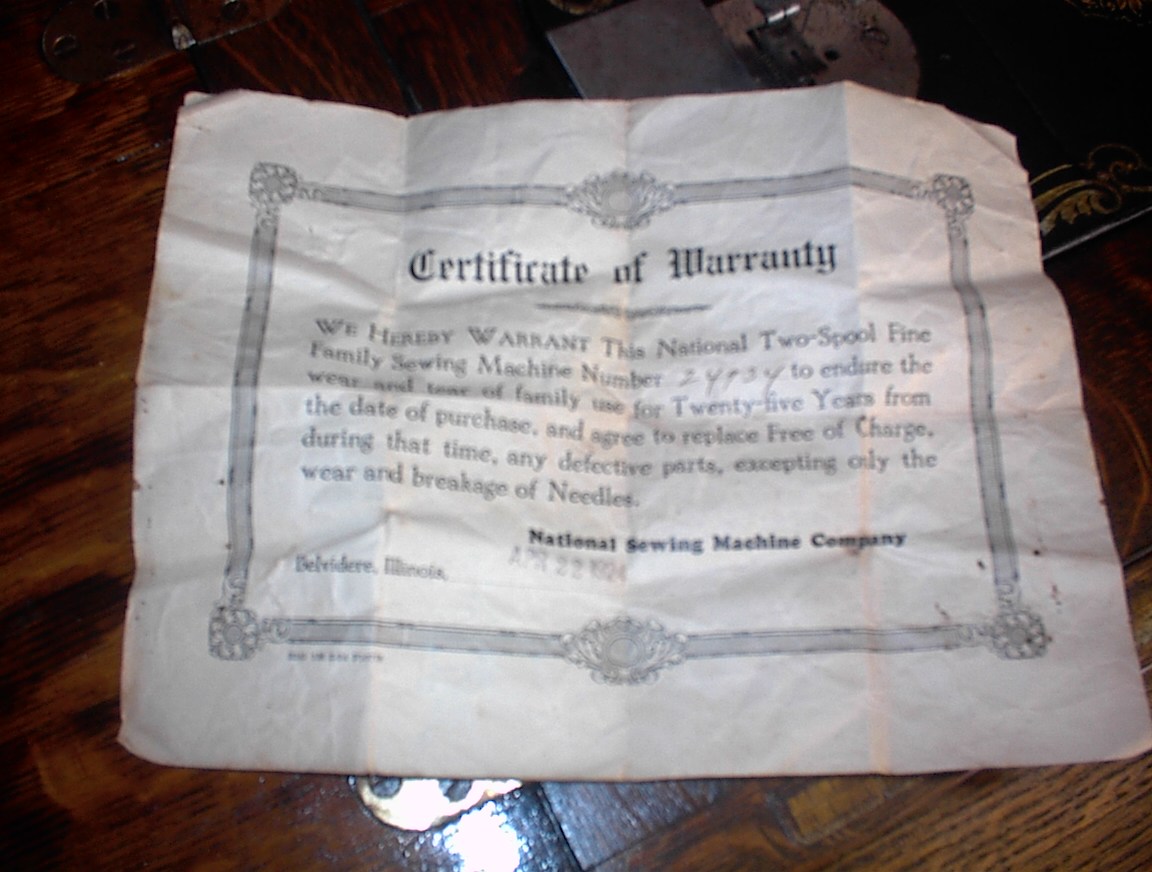 Certificate of Warranty
WE HEREBY WARRANT This National Two-Spool Fine
Family Sewing Machine Number to endure the
wear and tear of family use for Twenty-five Years from
the date of purchase, and agree to replace Free of Charge,
during that time, any defective parts, excepting only the
wear and breakage of Needles.
National Sewing Machine Company
Belvidere, Illinois,
APR 22